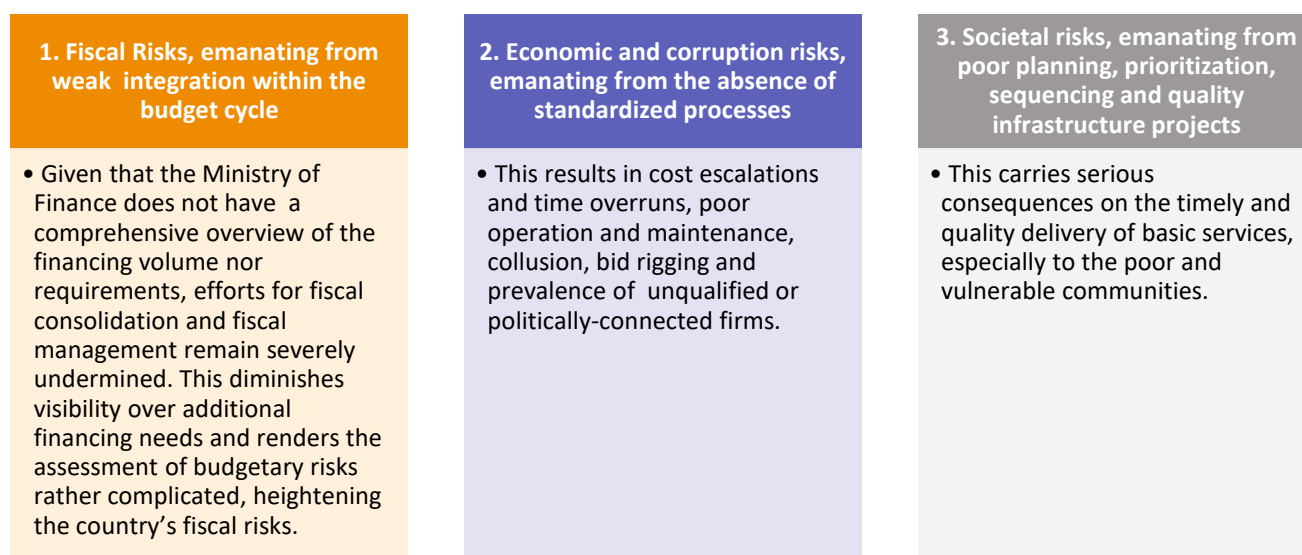 1. Fiscal Risks, emanating from
weak integration within the
budget cycle
• Given that the Ministry of
Finance does not have a
comprehensive overview of the
financing volume nor
requirements, efforts for fiscal
consolidation and fiscal
management remain severely
undermined. This diminishes
visibility over additional
financing needs and renders the
assessment of budgetary risks
rather complicated, heightening
the country's fiscal risks.
2. Economic and corruption risks,
emanating from the absence of
standardized processes
• This results in cost escalations
and time overruns, poor
operation and maintenance,
collusion, bid rigging and
prevalence of unqualified or
politically-connected firms.
3. Societal risks, emanating from
poor planning, prioritization,
sequencing and quality
infrastructure projects
• This carries serious
consequences on the timely and
quality delivery of basic services,
especially to the poor and
vulnerable communities.